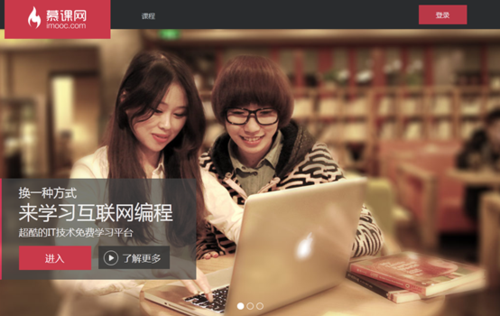 慕课网
imooc.com
课程
登录
换一种方式
来学习互联网编程
超酷的IT技术免费学习平台
进入
了解更多